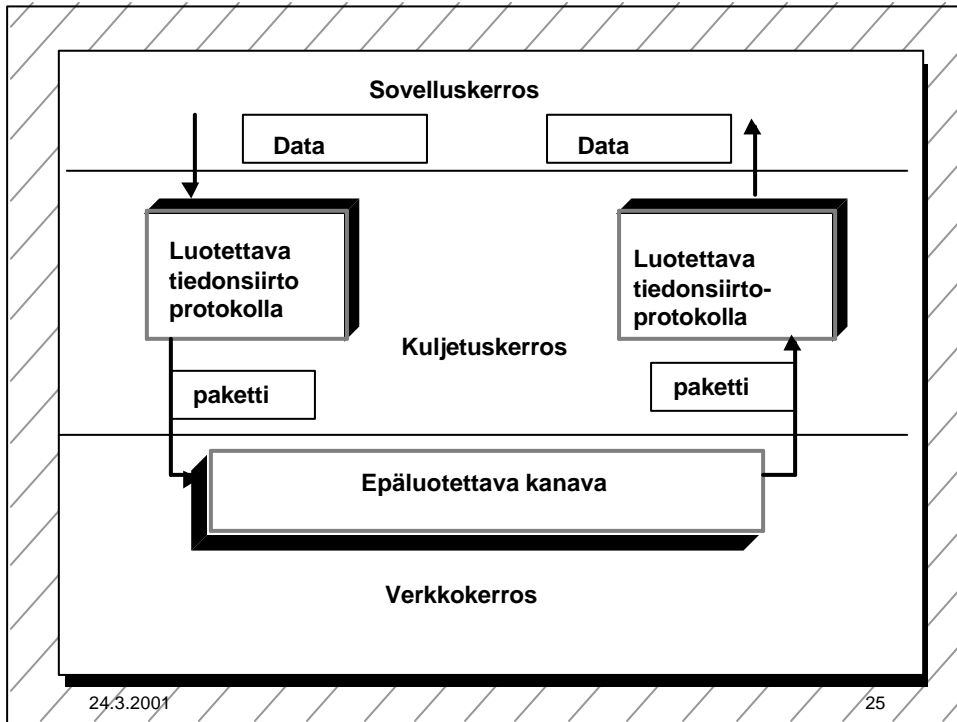 Sovelluskerros
Data
Data
Luotettava
tiedonsiirto
protokolla
Luotettava
tiedonsiirto-
protokolla
Kuljetuskerros
paketti
paketti
Epäluotettava kanava
Verkkokerros
24.3.2001
25